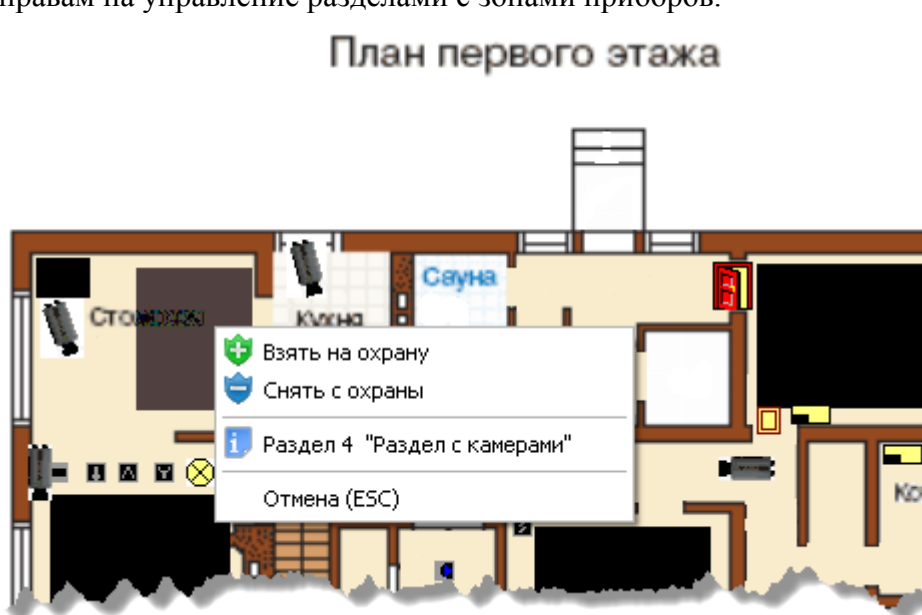 правам на управление разделами с зонами приборов.
План первого этажа
Сауна
Кухня
Взять на охрану
Снять с охраны
Раздел 4 "Раздел с камерами"
Отмена (ESC)